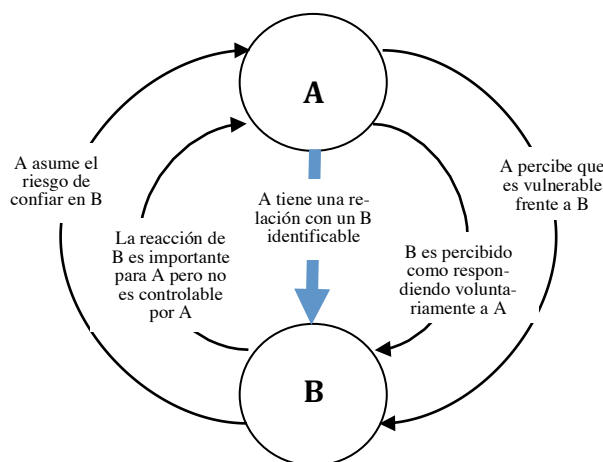 A
A asume el
riesgo de
confiar en B
La reacción de
B es importante
para A pero no
es controlable
por A
A tiene una re-
lación con un B
identificable
B es percibido
como respon-
diendo volunta-
riamente a A
A percibe que
es vulnerable
frente a B
B